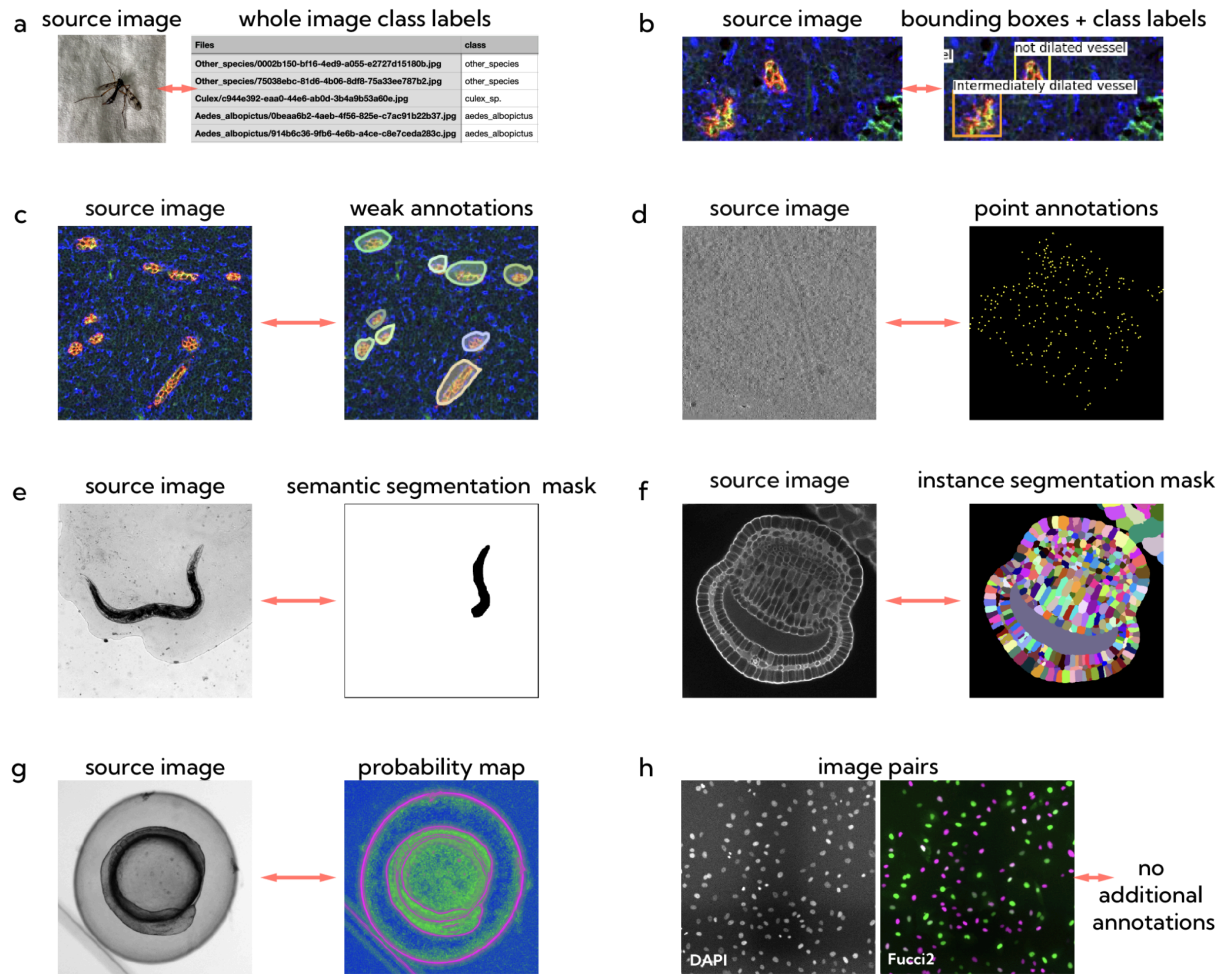 a
source image
whole image class labels
Files class
Other_species/0002b150-bf16-4ed9-a055-e2727d15180b.jpg other_species
Other_species/75038ebc-81d6-4b06-8df8-75a33ee787b2.jpg other_species
Culex/c944e392-eaa0-44e6-ab0d-3b4a9b53a60e.jpg culex_sp.
Aedes_albopictus/0beaa6b2-4aeb-4f56-825e-c7ac91b22b37.jpg aedes_albopictus
Aedes_albopictus/914b6c36-9fb6-4e6b-a4ce-c8e7ceda283c.jpg aedes_albopictus
b
source image
bounding boxes + class labels
el
not dilated vessel
Intermediately dilated vessel
c
source image
weak annotations
d
source image
point annotations
e
source image
semantic segmentation mask
f
source image
instance segmentation mask
g
source image
probability map
h
image pairs
DAPI
Fucci2
no
additional
annotations